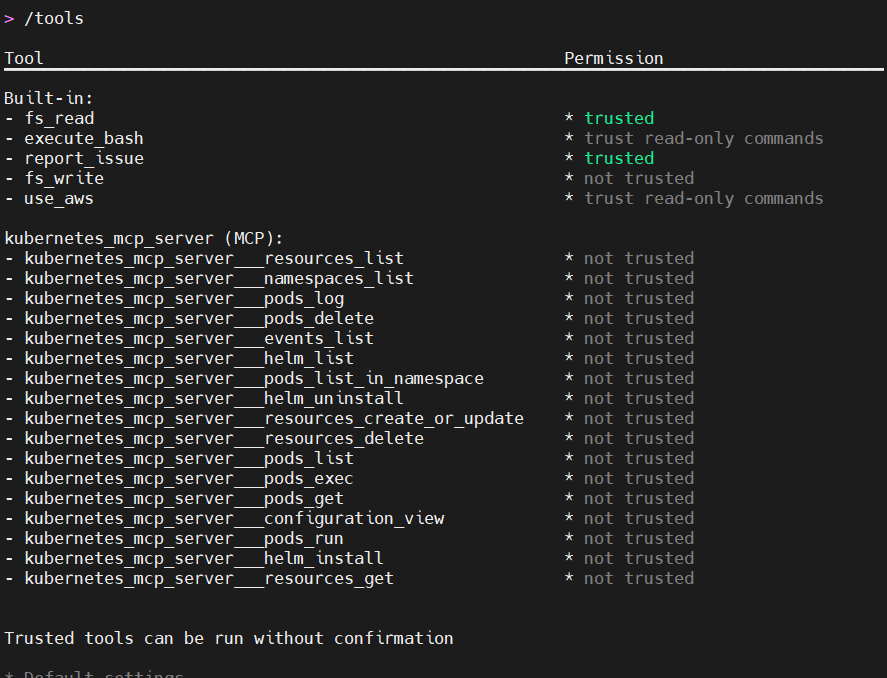 > /tools
Tool Permission
Built-in:
- fs_read * trusted
- execute_bash * trust read-only commands
- report_issue * trusted
- fs_write * not trusted
- use_aws * trust read-only commands
kubernetes_mcp_server (MCP):
- kubernetes_mcp_server___resources_list * not trusted
- kubernetes_mcp_server___namespaces_list * not trusted
- kubernetes_mcp_server___pods_log * not trusted
- kubernetes_mcp_server___pods_delete * not trusted
- kubernetes_mcp_server___events_list * not trusted
- kubernetes_mcp_server___helm_list * not trusted
- kubernetes_mcp_server___pods_list_in_namespace * not trusted
- kubernetes_mcp_server___helm_uninstall * not trusted
- kubernetes_mcp_server___resources_create_or_update * not trusted
- kubernetes_mcp_server___resources_delete * not trusted
- kubernetes_mcp_server___pods_list * not trusted
- kubernetes_mcp_server___pods_exec * not trusted
- kubernetes_mcp_server___pods_get * not trusted
- kubernetes_mcp_server___configuration_view * not trusted
- kubernetes_mcp_server___pods_run * not trusted
- kubernetes_mcp_server___helm_install * not trusted
- kubernetes_mcp_server___resources_get * not trusted
Trusted tools can be run without confirmation
* Default settings